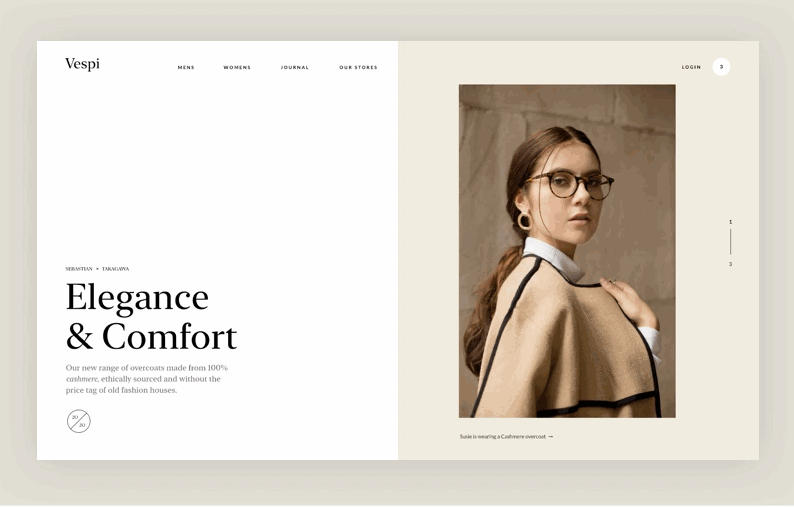 Vespi
MENS WOMENS JOURNAL OUR STORES
LOGIN 3
SEBASTIAN × TAKAGAWA
Elegance
& Comfort
Our new range of overcoats made from 100%
cashmere, ethically sourced and without the
price tag of old fashion houses.
20
20
1
3
Susie is wearing a Cashmere overcoat →